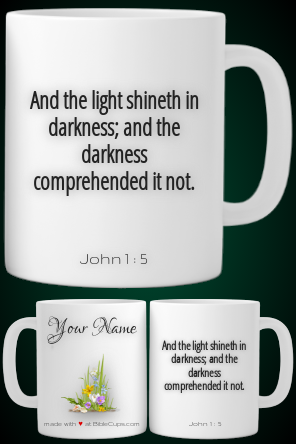 And the light shineth in
darkness; and the
darkness
comprehended it not.
John 1 : 5
Your Name
made with ♥ at BibleCups.com
And the light shineth in
darkness; and the
darkness
comprehended it not.
John 1 : 5